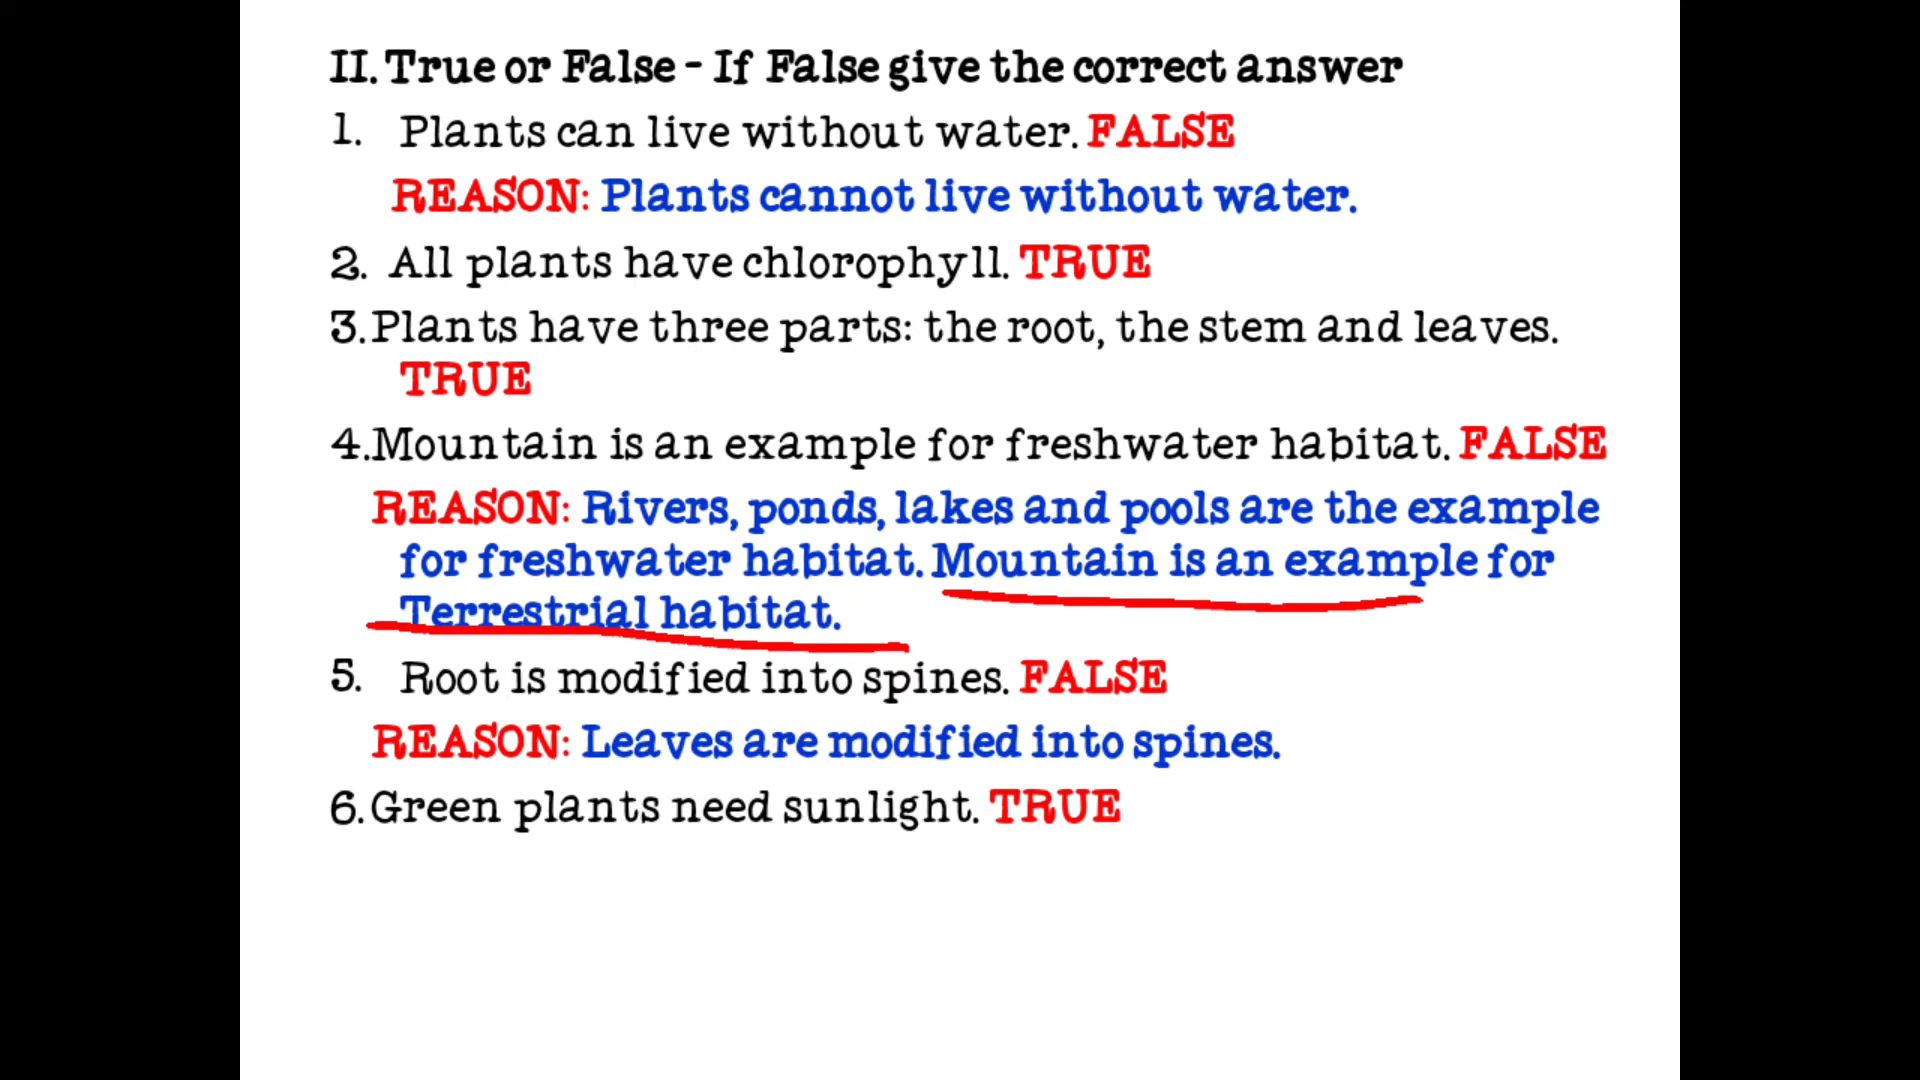 II. True or False - If False give the correct answer
1. Plants can live without water. FALSE
REASON: Plants cannot live without water.
2. All plants have chlorophyll. TRUE
3. Plants have three parts: the root, the stem and leaves.
TRUE
4. Mountain is an example for freshwater habitat. FALSE
REASON: Rivers, ponds, lakes and pools are the example
for freshwater habitat. Mountain is an example for
Terrestrial habitat.
5. Root is modified into spines. FALSE
REASON: Leaves are modified into spines.
6. Green plants need sunlight. TRUE